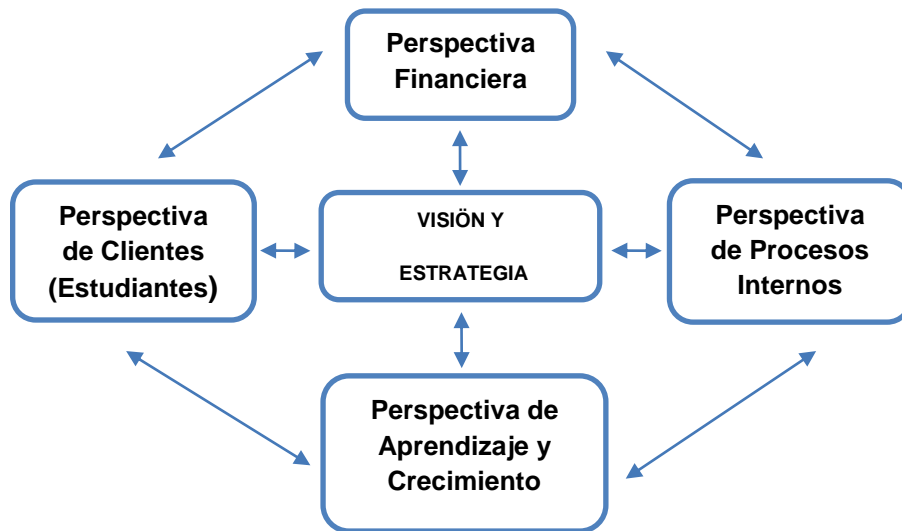 Perspectiva
Financiera
Perspectiva
de Clientes
(Estudiantes)
VISIÖN Y
ESTRATEGIA
Perspectiva
de Procesos
Internos
Perspectiva de
Aprendizaje y
Crecimiento